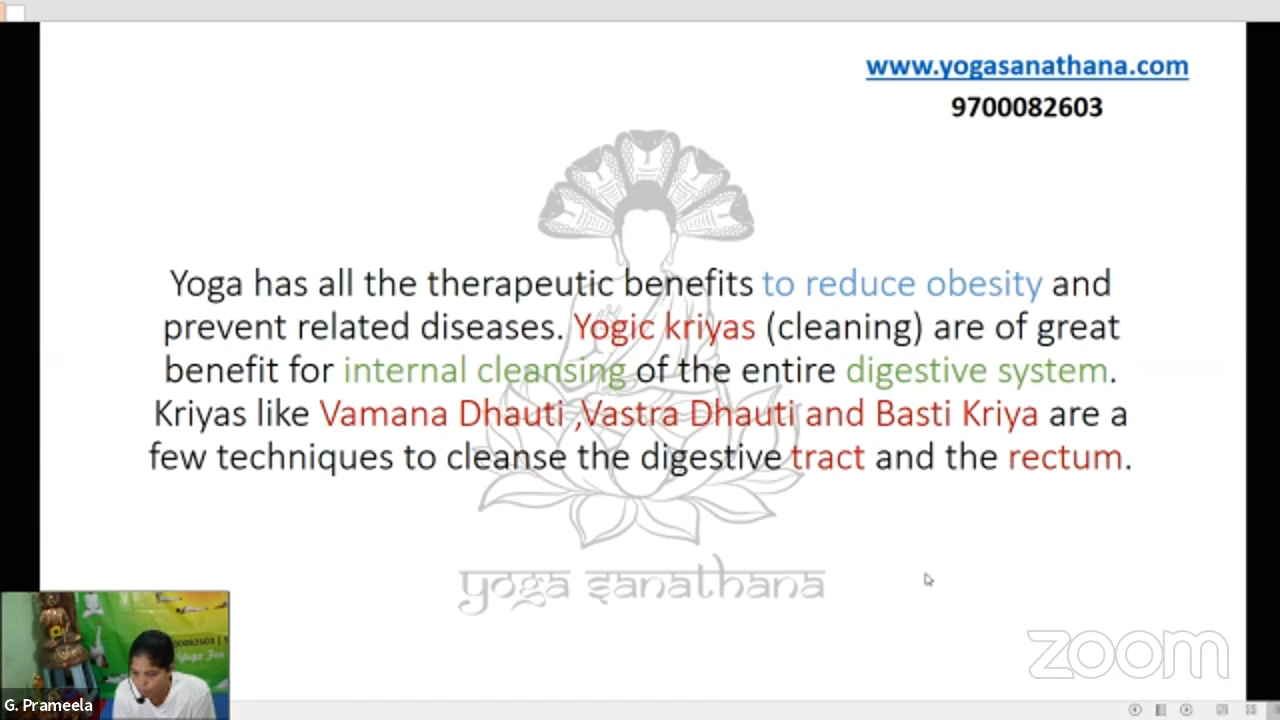 www.yogasanathana.com
9700082603
Yoga has all the therapeutic benefits to reduce obesity and
prevent related diseases. Yogic kriyas (cleaning) are of great
benefit for internal cleansing of the entire digestive system.
Kriyas like Vamana Dhauti ,Vastra Dhauti and Basti Kriya are a
few techniques to cleanse the digestive tract and the rectum.
yoga sanathana
zoom
G. Prameela